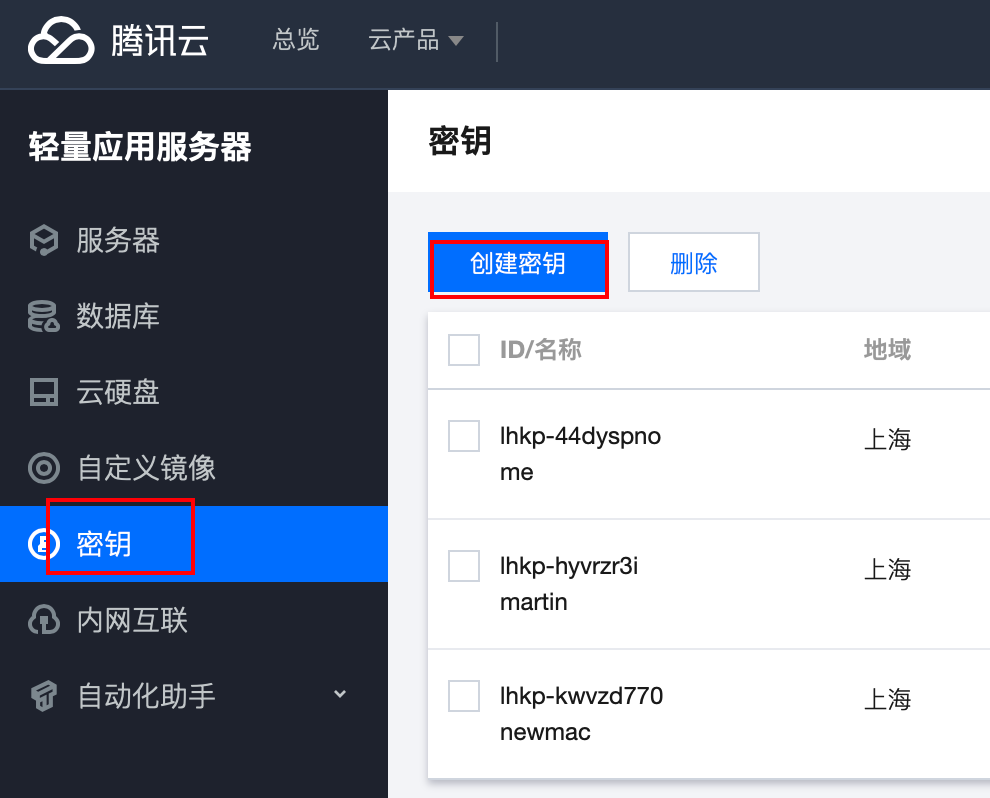 腾讯云
总览
云产品
轻量应用服务器
服务器
数据库
云硬盘
自定义镜像
密钥
内网互联
自动化助手
密钥
创建密钥
删除
ID/名称
地域
lhkp-44dyspno
上海
me
lhkp-hyvrzr3i
上海
martin
lhkp-kwvzd770
上海
newmac